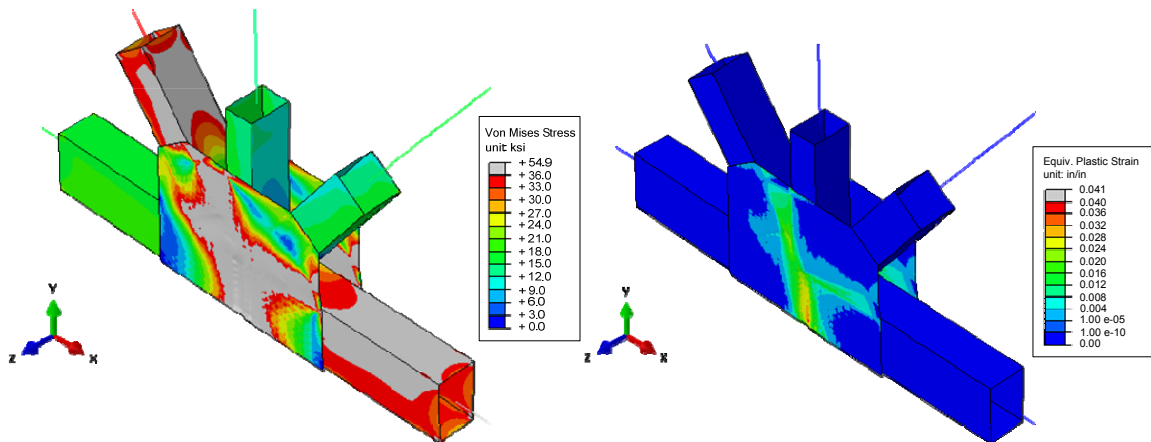 Von Mises Stress
unit: ksi
+ 54.9
+ 36.0
+ 33.0
+ 30.0
+ 27.0
+ 24.0
+ 21.0
+ 18.0
+ 15.0
+ 12.0
+ 9.0
+ 6.0
+ 3.0
+ 0.0
Y
Z
X
Equiv. Plastic Strain
unit: in/in
0.041
0.040
0.036
0.032
0.028
0.024
0.020
0.016
0.012
0.008
0.004
1.00 e-05
1.00 e-10
0.00
Y
Z
X